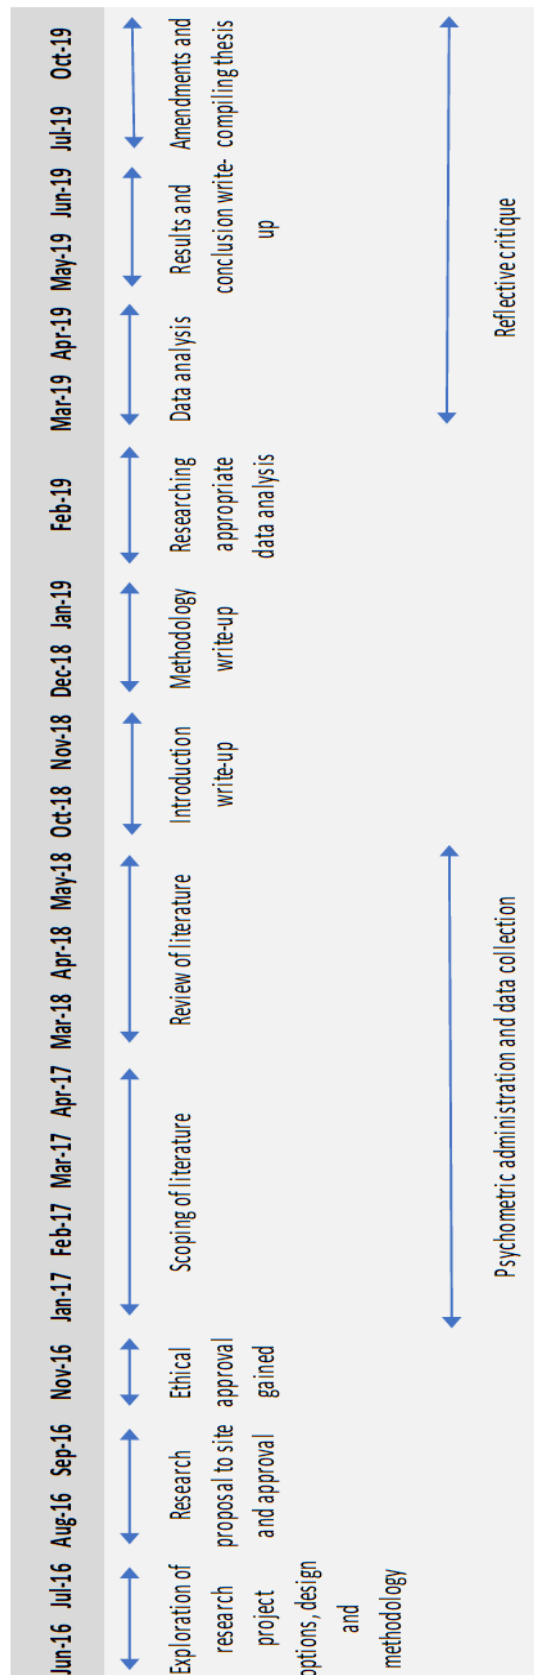 Jun-16 Jul-16 Aug-16 Sep-16 Nov-16 Jan-17 Feb-17 Mar-17 Apr-17 Mar-18 Apr-18 May-18 Oct-18 Nov-18 Dec-18 Jan-19 Feb-19 Mar-19 Apr-19 May-19 Jun-19 Jul-19 Oct-19
Exploration of
research
project
options, design
and
methodology
Research
proposal to site
and approval
Ethical
approval
gained
Scoping of literature
Review of literature
Introduction
write-up
Methodology
write-up
Researching
appropriate
data analysis
Data analysis
Results and
conclusion write-
up
Amendments and
compiling thesis
Psychometric administration and data collection
Reflective critique